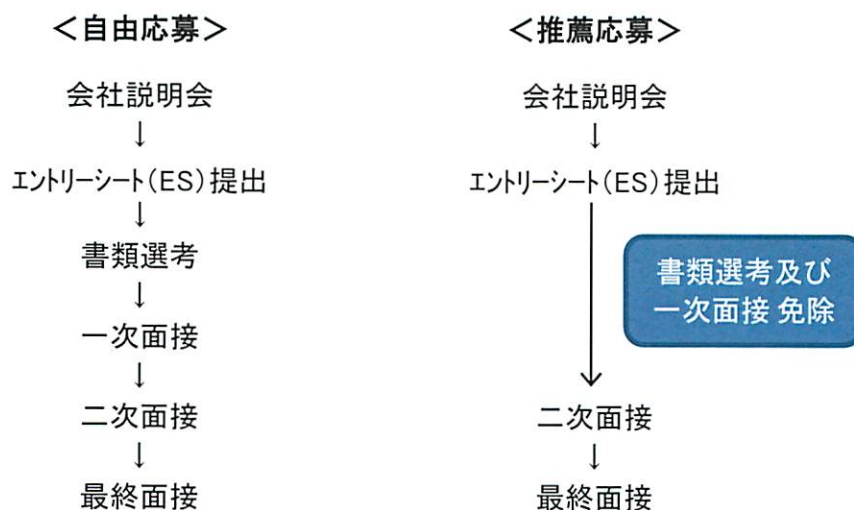 ＜自由応募＞
会社説明会
↓
エントリーシート（ES）提出
↓
書類選考
↓
一次面接
↓
二次面接
↓
最終面接
＜推薦応募＞
会社説明会
↓
エントリーシート（ES）提出
↓
書類選考及び
一次面接 免除
二次面接
↓
最終面接